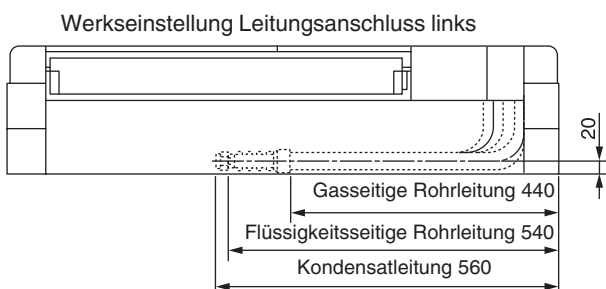 Werkseinstellung Leitungsanschluss links
20
Gasseitige Rohrleitung 440
Flüssigkeitsseitige Rohrleitung 540
Kondensatleitung 560